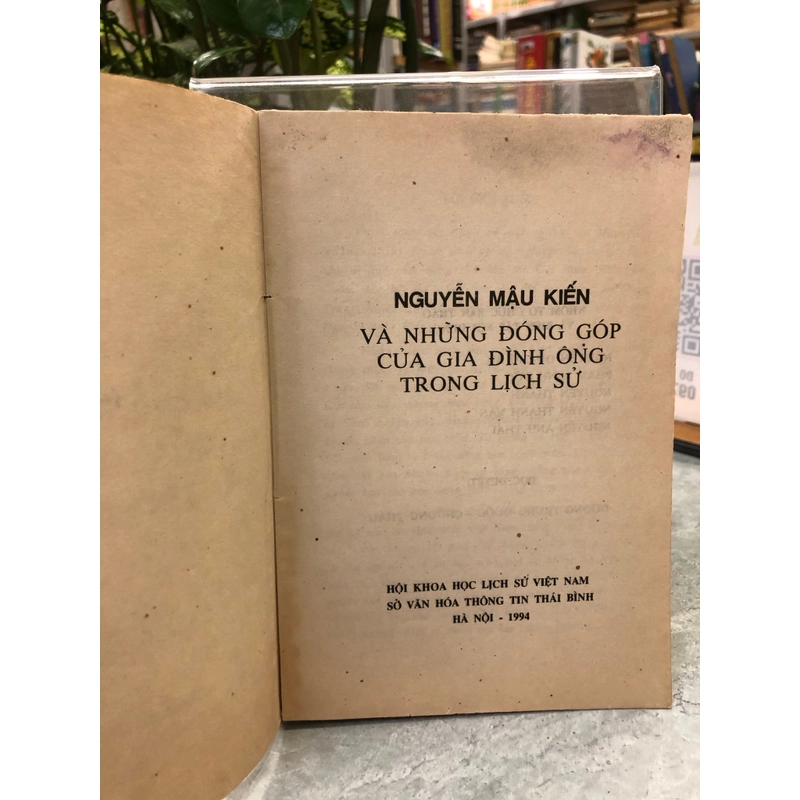 NGUYỄN MẬU KIẾN
VÀ NHỮNG ĐÓNG GÓP
CỦA GIA ĐÌNH ÔNG
TRONG LỊCH SỬ
HỘI KHOA HỌC LỊCH SỬ VIỆT NAM
SỞ VĂN HÓA THÔNG TIN THÁI BÌNH
HÀ NỘI - 1994